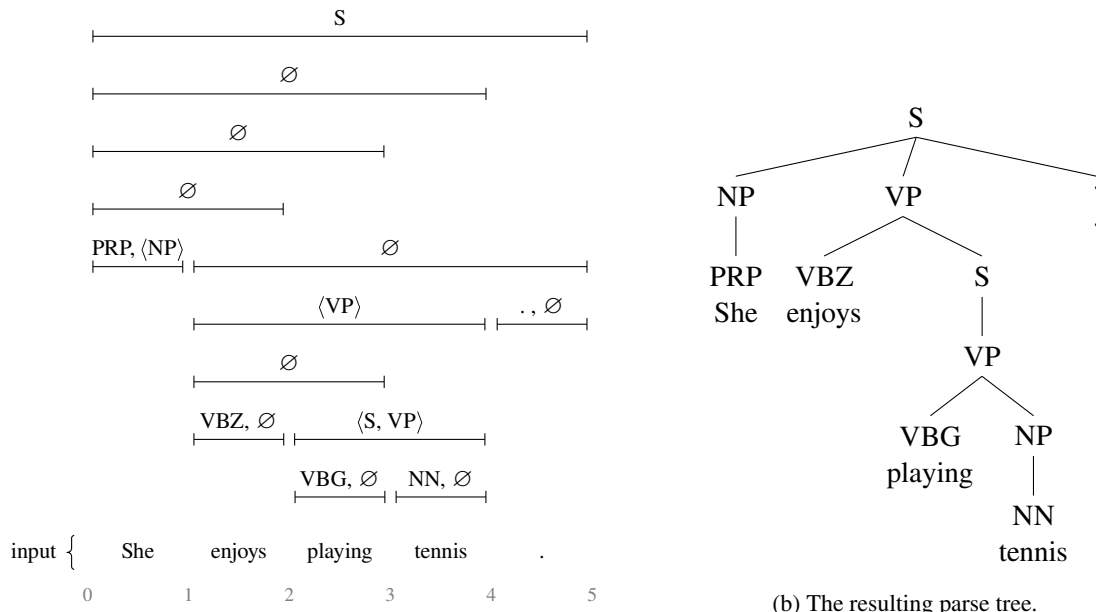 S
∅
∅
∅
PRP, ⟨NP⟩ ∅
⟨VP⟩ . , ∅
∅
VBZ, ∅ ⟨S, VP⟩
VBG, ∅ NN, ∅
input { She enjoys playing tennis .
0 1 2 3 4 5
S
NP VP .
PRP VBZ S .
She enjoys
VP
VBG NP
playing
NN
tennis
(b) The resulting parse tree.